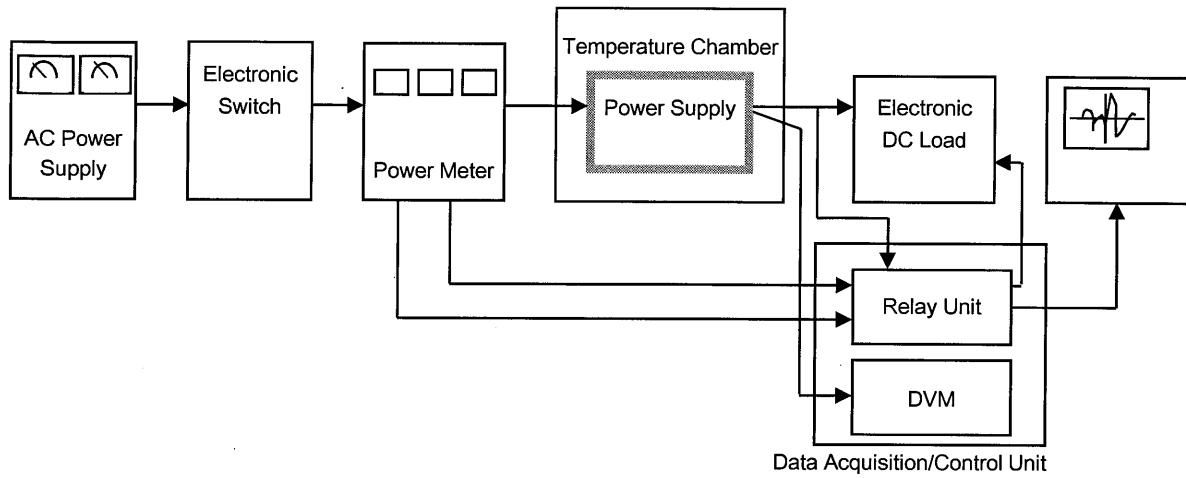 AC Power
Supply
Electronic
Switch
Power Meter
Temperature Chamber
Power Supply
Electronic
DC Load
Relay Unit
DVM
Data Acquisition/Control Unit